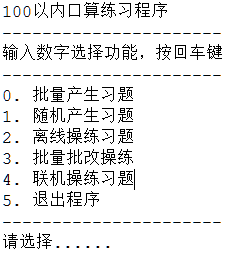 100以内口算练习程序
-----------------------
输入数字选择功能，按回车键
-----------------------
0. 批量产生习题
1. 随机产生习题
2. 离线操练习题
3. 批量批改操练
4. 联机操练习题
5. 退出程序
-----------------------
请选择......